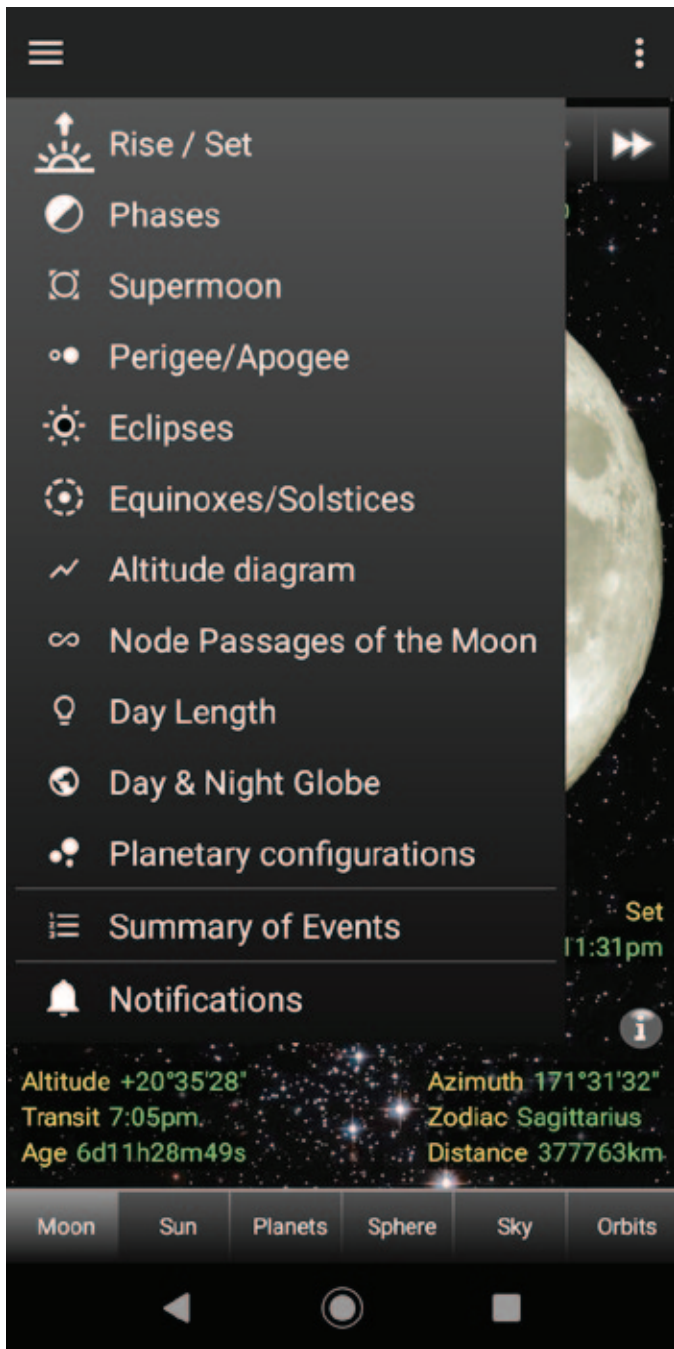 Rise / Set
Phases
Supermoon
Perigee/Apogee
Eclipses
Equinoxes/Solstices
Altitude diagram
Node Passages of the Moon
Day Length
Day & Night Globe
Planetary configurations
Summary of Events
Set
11:31pm
Notifications
Altitude +20°35'28" Azimuth 171°31'32"
Transit 7:05pm Zodiac Sagittarius
Age 6d11h28m49s Distance 377763km
Moon Sun Planets Sphere Sky Orbits